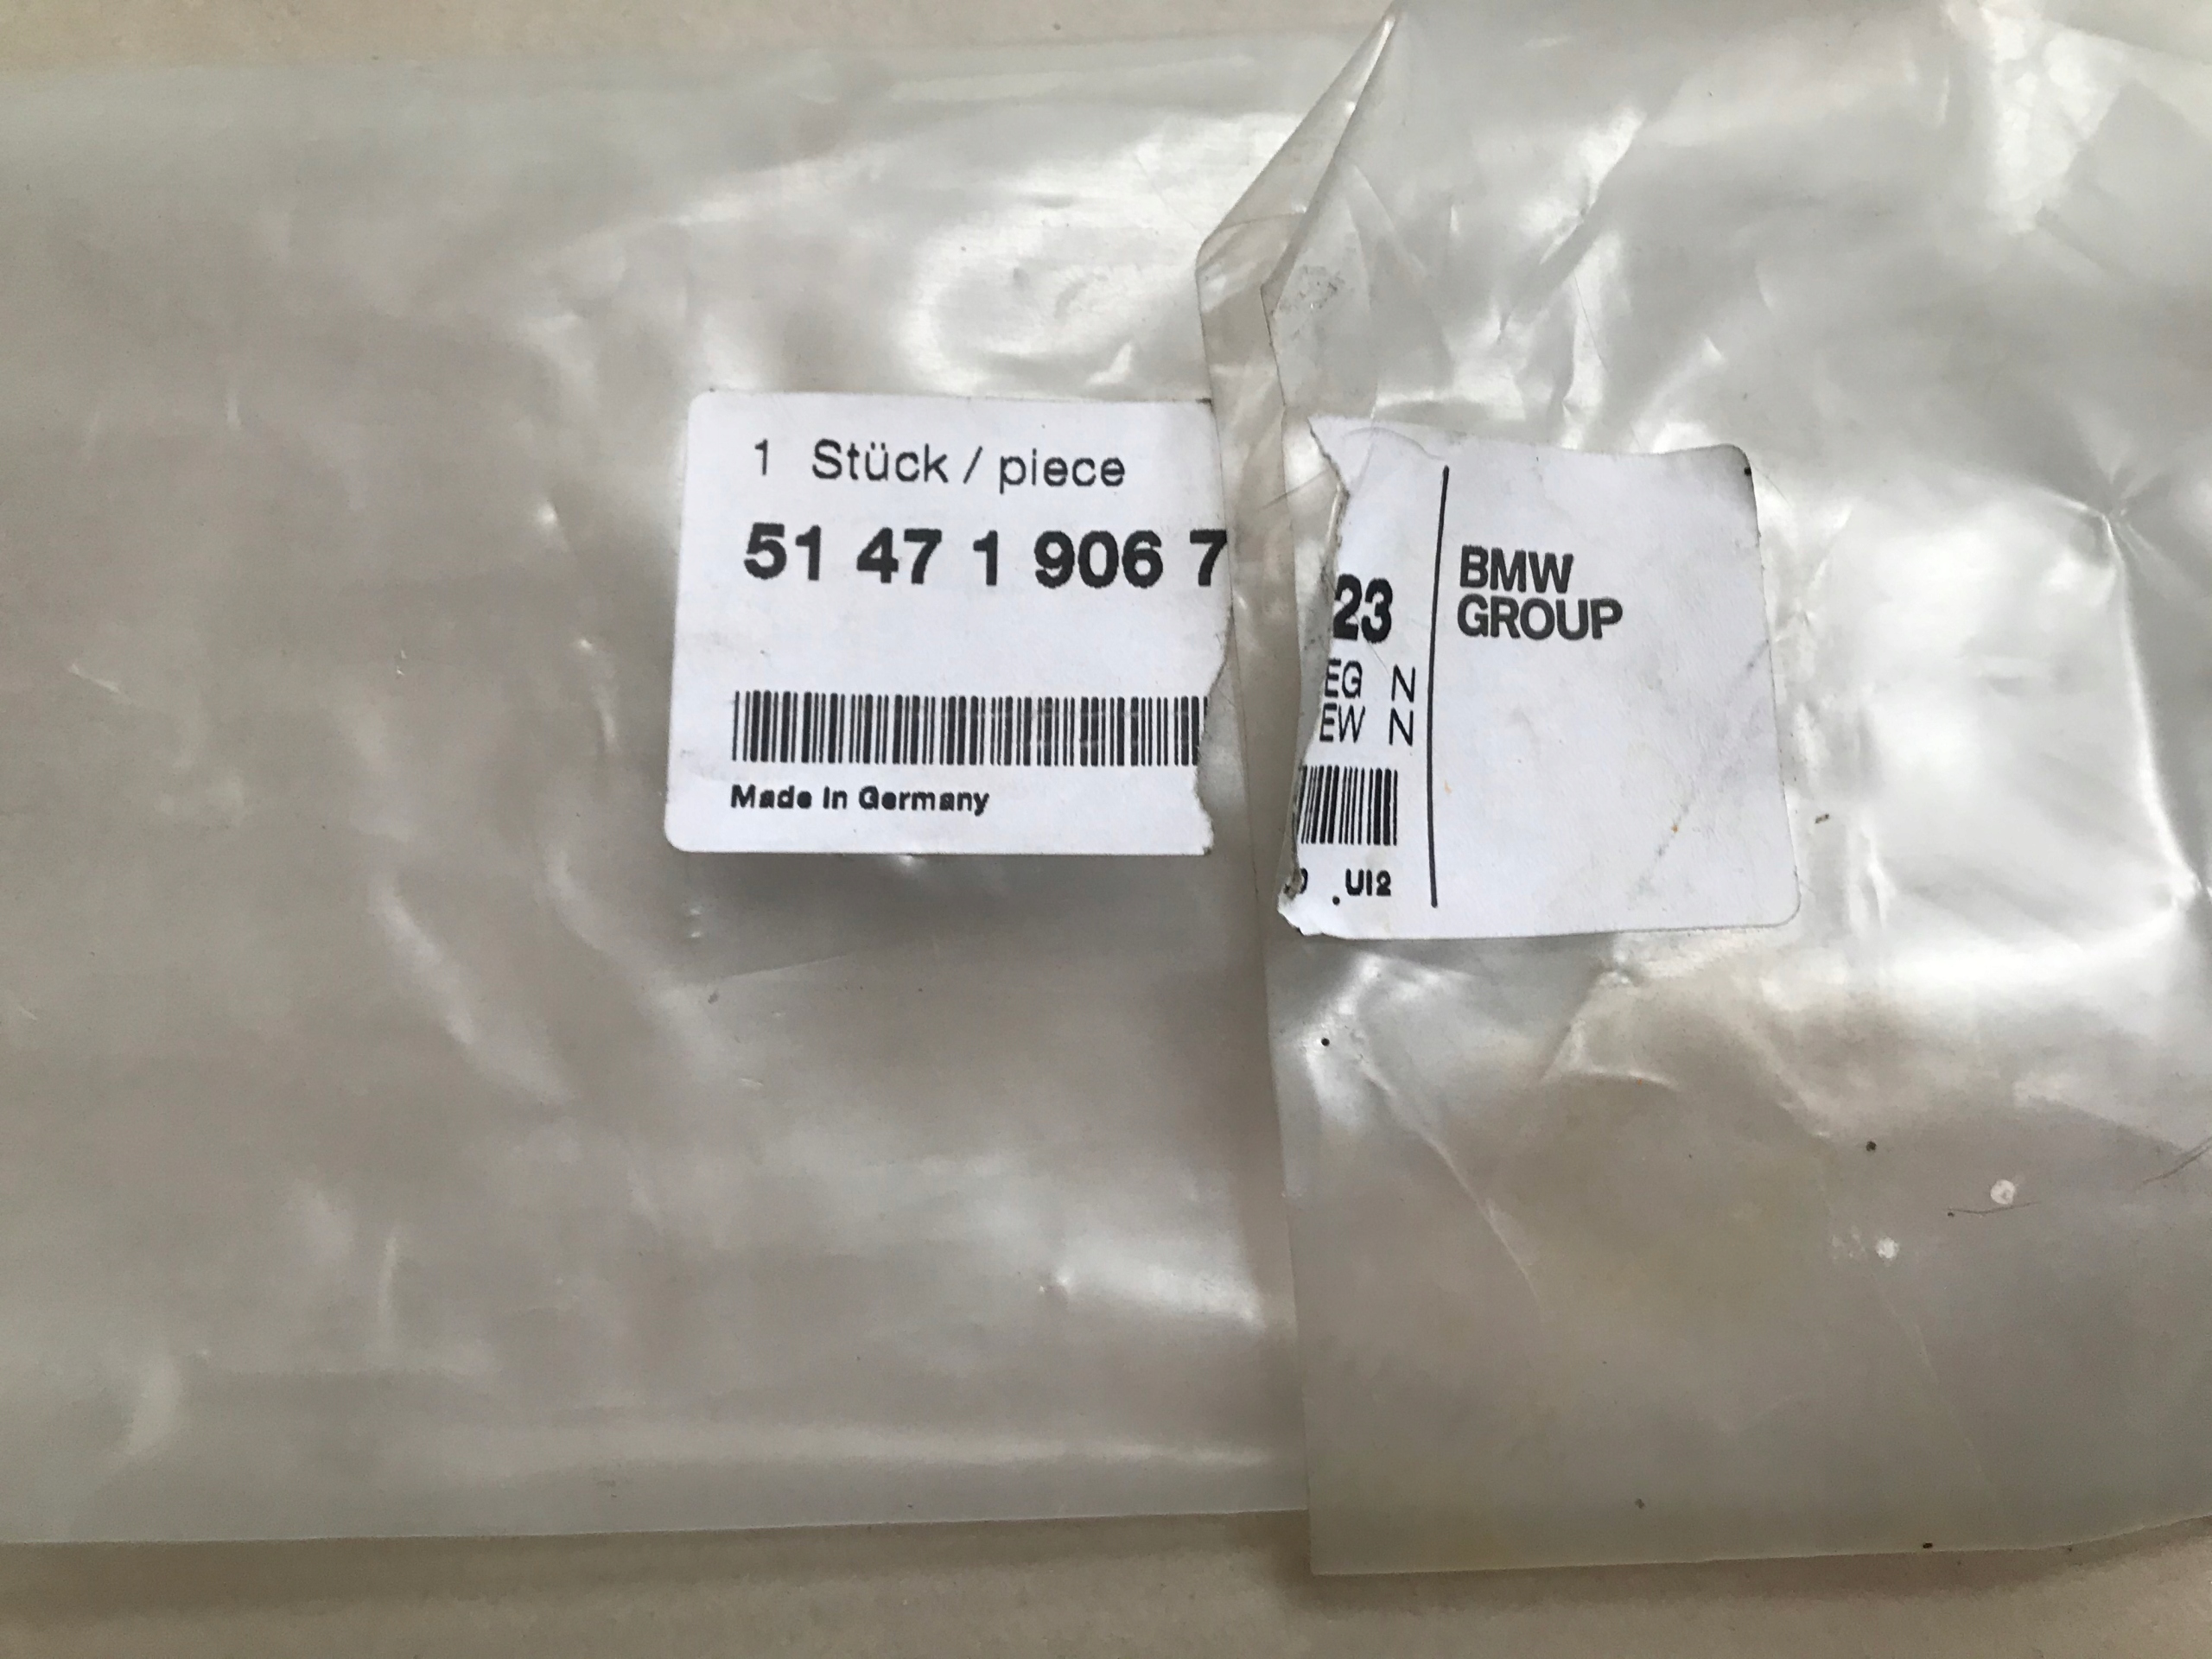 1 Stück / piece
51 47 1 906 7
Made In Germany
23
EG N
EW N
UI2
BMW
GROUP